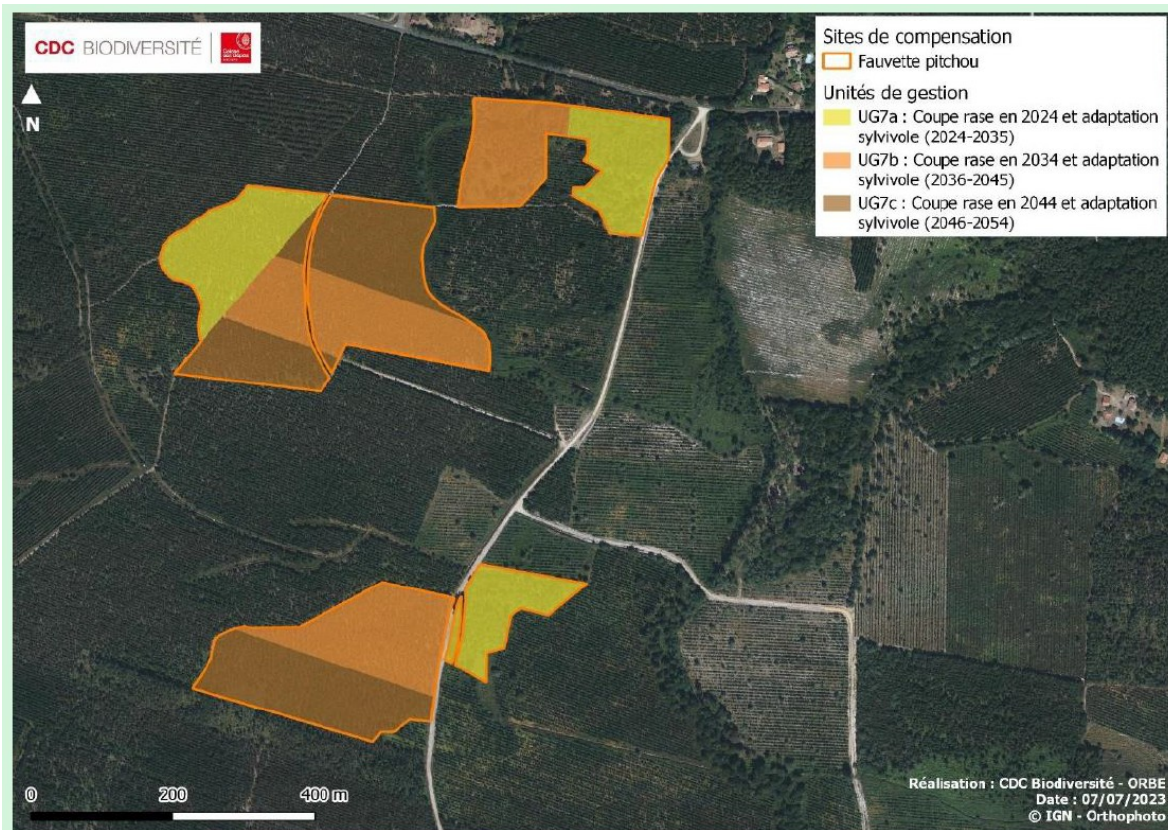 CDC BIODIVERSITÉ
N
Sites de compensation
Fauvette pitchou
Unités de gestion
UG7a : Coupe rase en 2024 et adaptation
sylvivole (2024-2035)
UG7b : Coupe rase en 2034 et adaptation
sylvivole (2036-2045)
UG7c : Coupe rase en 2044 et adaptation
sylvivole (2046-2054)
0 200 400 m
Réalisation : CDC Biodiversité - ORBE
Date : 07/07/2023
© IGN - Orthophoto